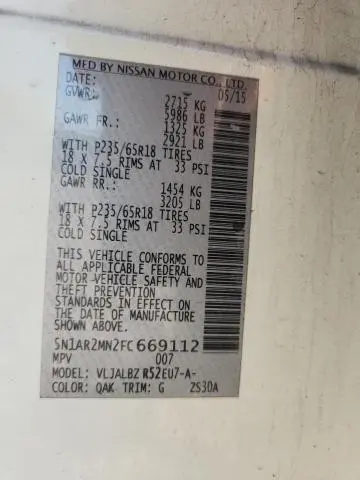 MFD BY NISSAN MOTOR CO., LTD.
DATE: 05/15
GVWR: 2715 KG
5986 LB
GAWR FR.: 1325 KG
2921 LB
WITH P235/65R18 TIRES
18 X 7.5 RIMS AT 33 PSI
COLD SINGLE
GAWR RR.: 1454 KG
3205 LB
WITH P235/65R18 TIRES
18 X 7.5 RIMS AT 33 PSI
COLD SINGLE
THIS VEHICLE CONFORMS TO
ALL APPLICABLE FEDERAL
MOTOR VEHICLE SAFETY
AND THEFT PREVENTION
STANDARDS IN EFFECT ON
THE DATE OF MANUFACTURE
SHOWN ABOVE.
5N1AR2MN2FC669112
MPV 007
MODEL: VLJALBZ R52EU7-A-
COLOR: QAK TRIM: G ZS30A